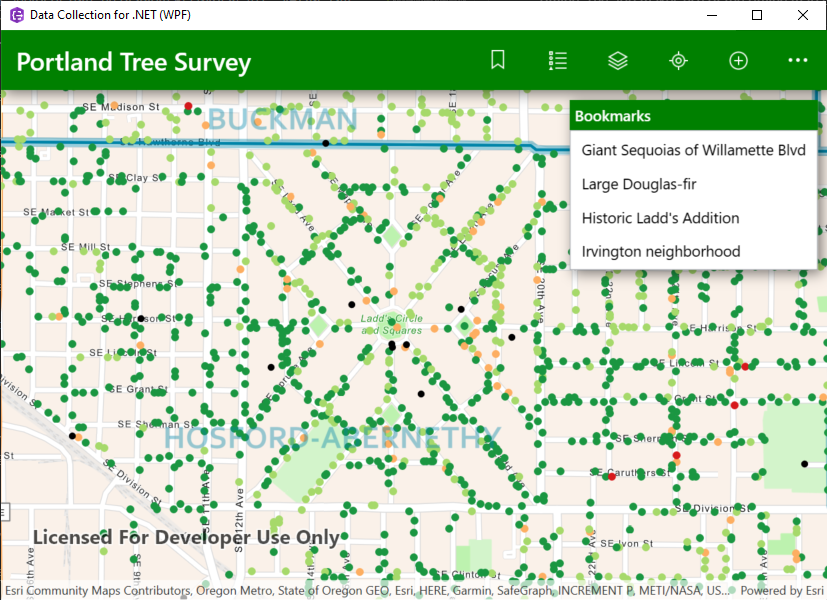 Data Collection for .NET (WPF)
Portland Tree Survey
SE Madison St
BUCKMAN
Bookmarks
Giant Sequoias of Willamette Blvd
Large Douglas-fir
Historic Ladd's Addition
Irvington neighborhood
SE Clay St
SE Market St
SE Mill St
SE Stephens St
SE Harrison St
Ladd's Circle
and Squares
SE Harrison St
SE Lincoln St
SE Lincoln St
SE Grant St
Grant St
SE Sherman St
HOSFORD-ABERNETHY
SE Sherman St
SE Caruthers St
SE Division St
SE Division St
SE 11th Ave
SE 12th Ave
SE Ivon St
SE Clinton St
Licensed For Developer Use Only
Esri Community Maps Contributors, Oregon Metro, State of Oregon GEO, Esri, HERE, Garmin, SafeGraph, INCREMENT P, METI/NASA, US... Powered by Esri